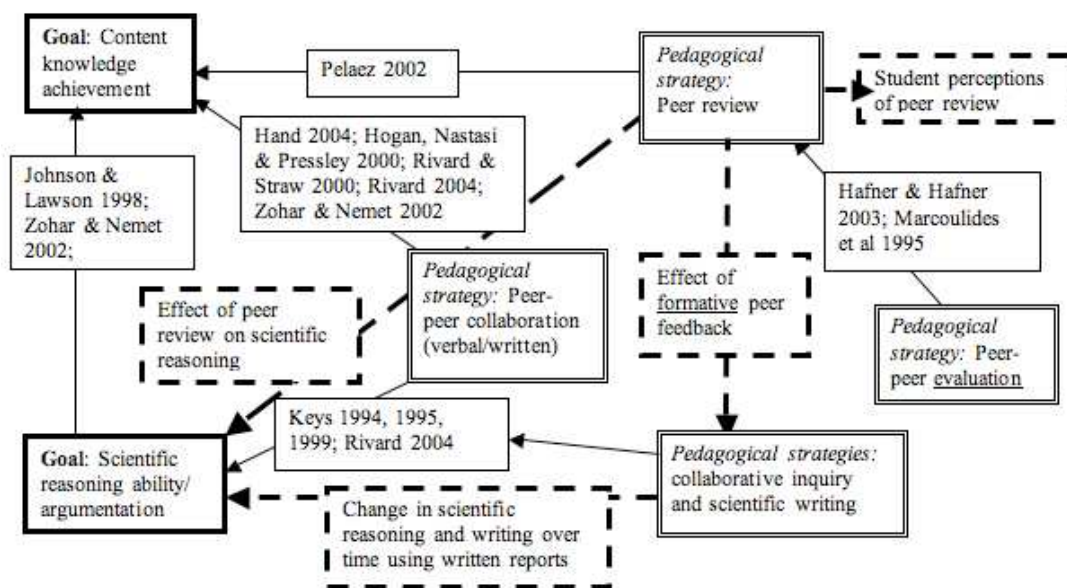 Goal: Content
knowledge
achievement
Pelaez 2002
Pedagogical
strategy:
Peer review
Student perceptions
of peer review
Hand 2004; Hogan, Nastasi
& Pressley 2000; Rivard &
Straw 2000; Rivard 2004;
Zohar & Nemet 2002
Johnson &
Lawson 1998;
Zohar & Nemet
2002;
Hafner & Hafner
2003; Marcoulides
et al 1995
Effect of peer
review on scientific
reasoning
Pedagogical
strategy: Peer-
peer collaboration
(verbal/written)
Effect of
formative peer
feedback
Pedagogical
strategy: Peer-
peer evaluation
Keys 1994, 1995,
1999; Rivard 2004
Goal: Scientific
reasoning ability/
argumentation
Pedagogical strategies:
collaborative inquiry
and scientific writing
Change in scientific
reasoning and writing over
time using written reports